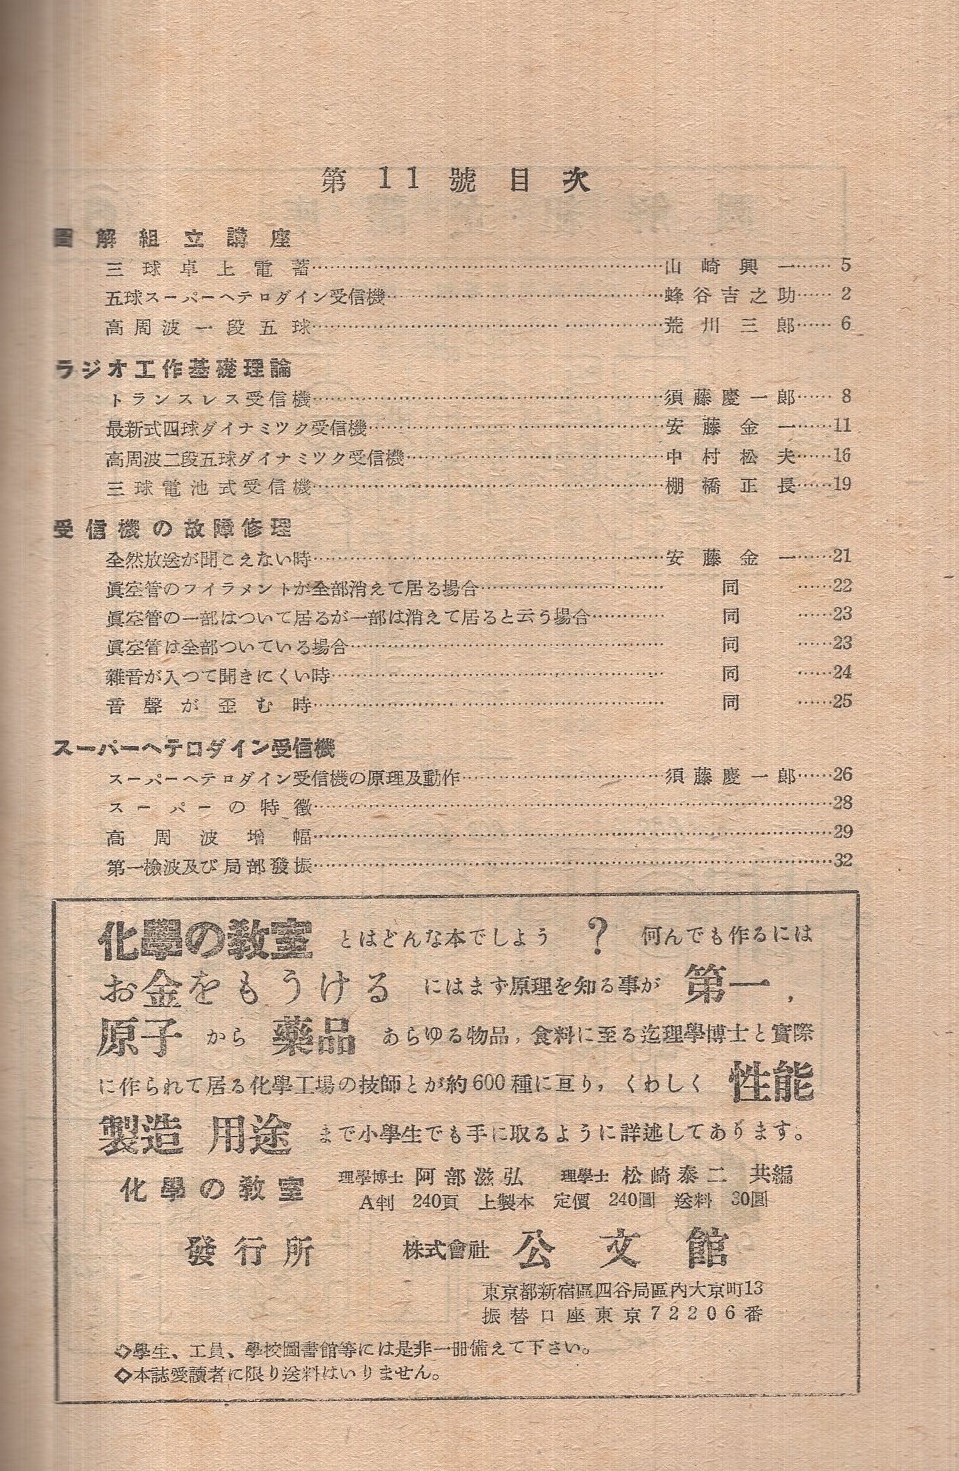 第11號目次
圖解組立講座
三球卓上電蓄……山崎興一……5
五球スーパーヘテロダイン受信機……蜂谷吉之助……2
高周波一段五球……荒川三郎……6
ラジオ工作基礎理論
トランスレス受信機……須藤慶一郎……8
最新式四球ダイナミツク受信機……安藤金一……11
高周波二段五球ダイナミツク受信機……中村松夫……16
三球電池式受信機……棚橋正長……19
受信機の故障修理
全然放送が聞こえない時……安藤金一……21
眞空管のフイラメントが全部消えて居る場合……同……22
眞空管の一部はついて居るが一部は消えて居ると云う場合……同……23
眞空管は全部ついている場合……同……23
雜音が入つて聞きにくい時……同……24
音聲が歪む時……同……25
スーパーヘテロダイン受信機
スーパーヘテロダイン受信機の原理及動作……須藤慶一郎……26
スーパーの特徴……28
高周波增幅……29
第一檢波及び局部發振……32
化學の教室 とはどんな本でしよう ? 何んでも作るには
お金をもうける にはまず原理を知る事が 第一,
原子 から 藥品 あらゆる物品,食料に至る迄理學博士と實際
に作られて居る化學工場の技師とが約600種に亘り,くわしく 性能
製造 用途 まで小學生でも手に取るように詳述してあります。
化學の教室 理學博士 阿部滋弘 理學士 松崎泰二 共編
A判 240頁 上製本 定價 240圓 送料 30圓
發行所 株式會社 公文館
東京都新宿區四谷局區內大京町13
振替口座東京72206番
◇學生、工員、學校圖書館等には是非一冊備えて下さい。
◇本誌愛讀者に限り送料はいりません。